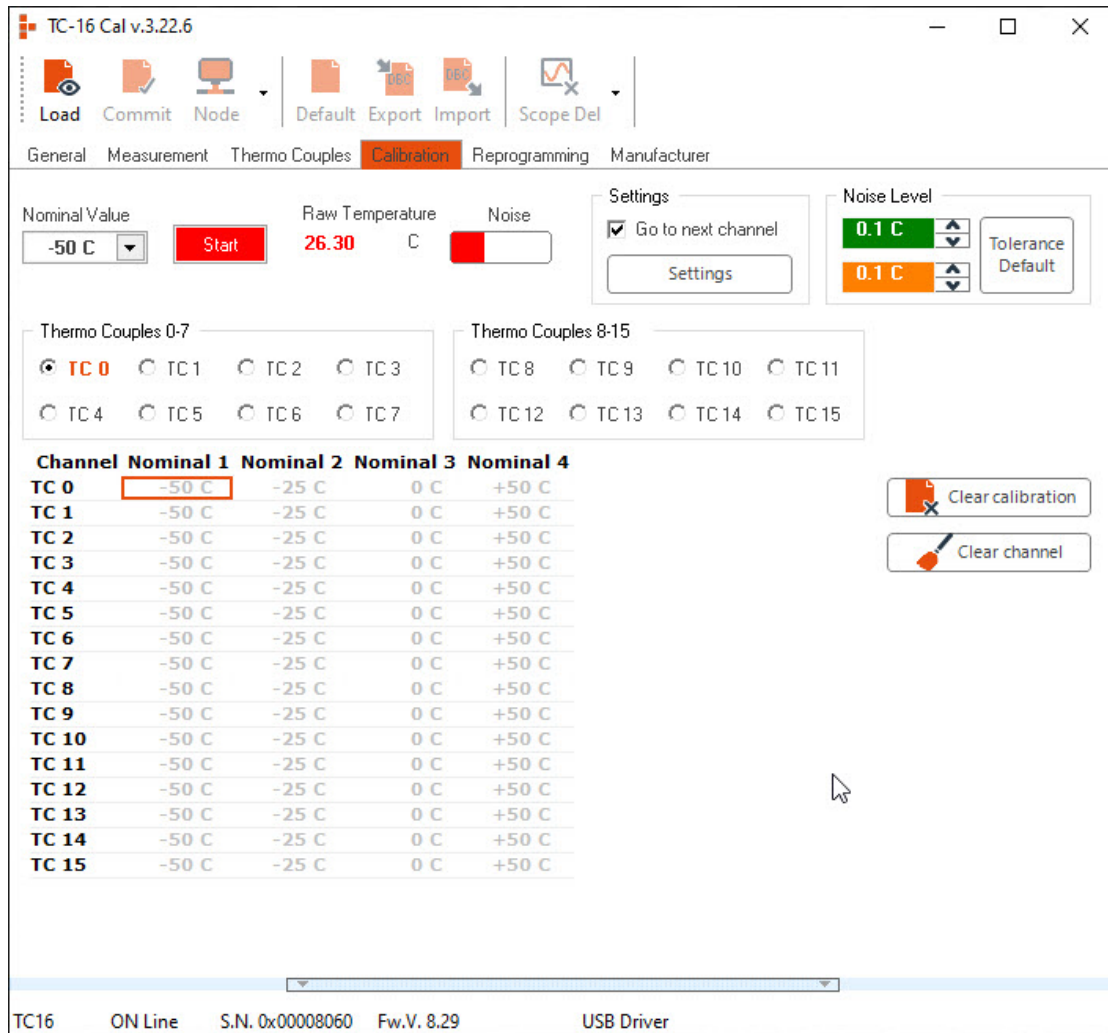 TC-16 Cal v.3.22.6
Load Commit Node Default Export Import Scope Del
DBC DBC
General Measurement Thermo Couples Calibration Reprogramming Manufacturer
Nominal Value Raw Temperature Noise Settings Noise Level
-50 C Start 26.30 C Go to next channel 0.1 C Tolerance Default
Settings 0.1 C
Thermo Couples 0-7 Thermo Couples 8-15
TC 0 TC 1 TC 2 TC 3 TC 8 TC 9 TC 10 TC 11
TC 4 TC 5 TC 6 TC 7 TC 12 TC 13 TC 14 TC 15
Channel Nominal 1 Nominal 2 Nominal 3 Nominal 4
TC 0 -50 C -25 C 0 C +50 C Clear calibration
TC 1 -50 C -25 C 0 C +50 C
TC 2 -50 C -25 C 0 C +50 C
TC 3 -50 C -25 C 0 C +50 C Clear channel
TC 4 -50 C -25 C 0 C +50 C
TC 5 -50 C -25 C 0 C +50 C
TC 6 -50 C -25 C 0 C +50 C
TC 7 -50 C -25 C 0 C +50 C
TC 8 -50 C -25 C 0 C +50 C
TC 9 -50 C -25 C 0 C +50 C
TC 10 -50 C -25 C 0 C +50 C
TC 11 -50 C -25 C 0 C +50 C
TC 12 -50 C -25 C 0 C +50 C
TC 13 -50 C -25 C 0 C +50 C
TC 14 -50 C -25 C 0 C +50 C
TC 15 -50 C -25 C 0 C +50 C
TC16 ON Line S.N. 0x00008060 Fw.V. 8.29 USB Driver